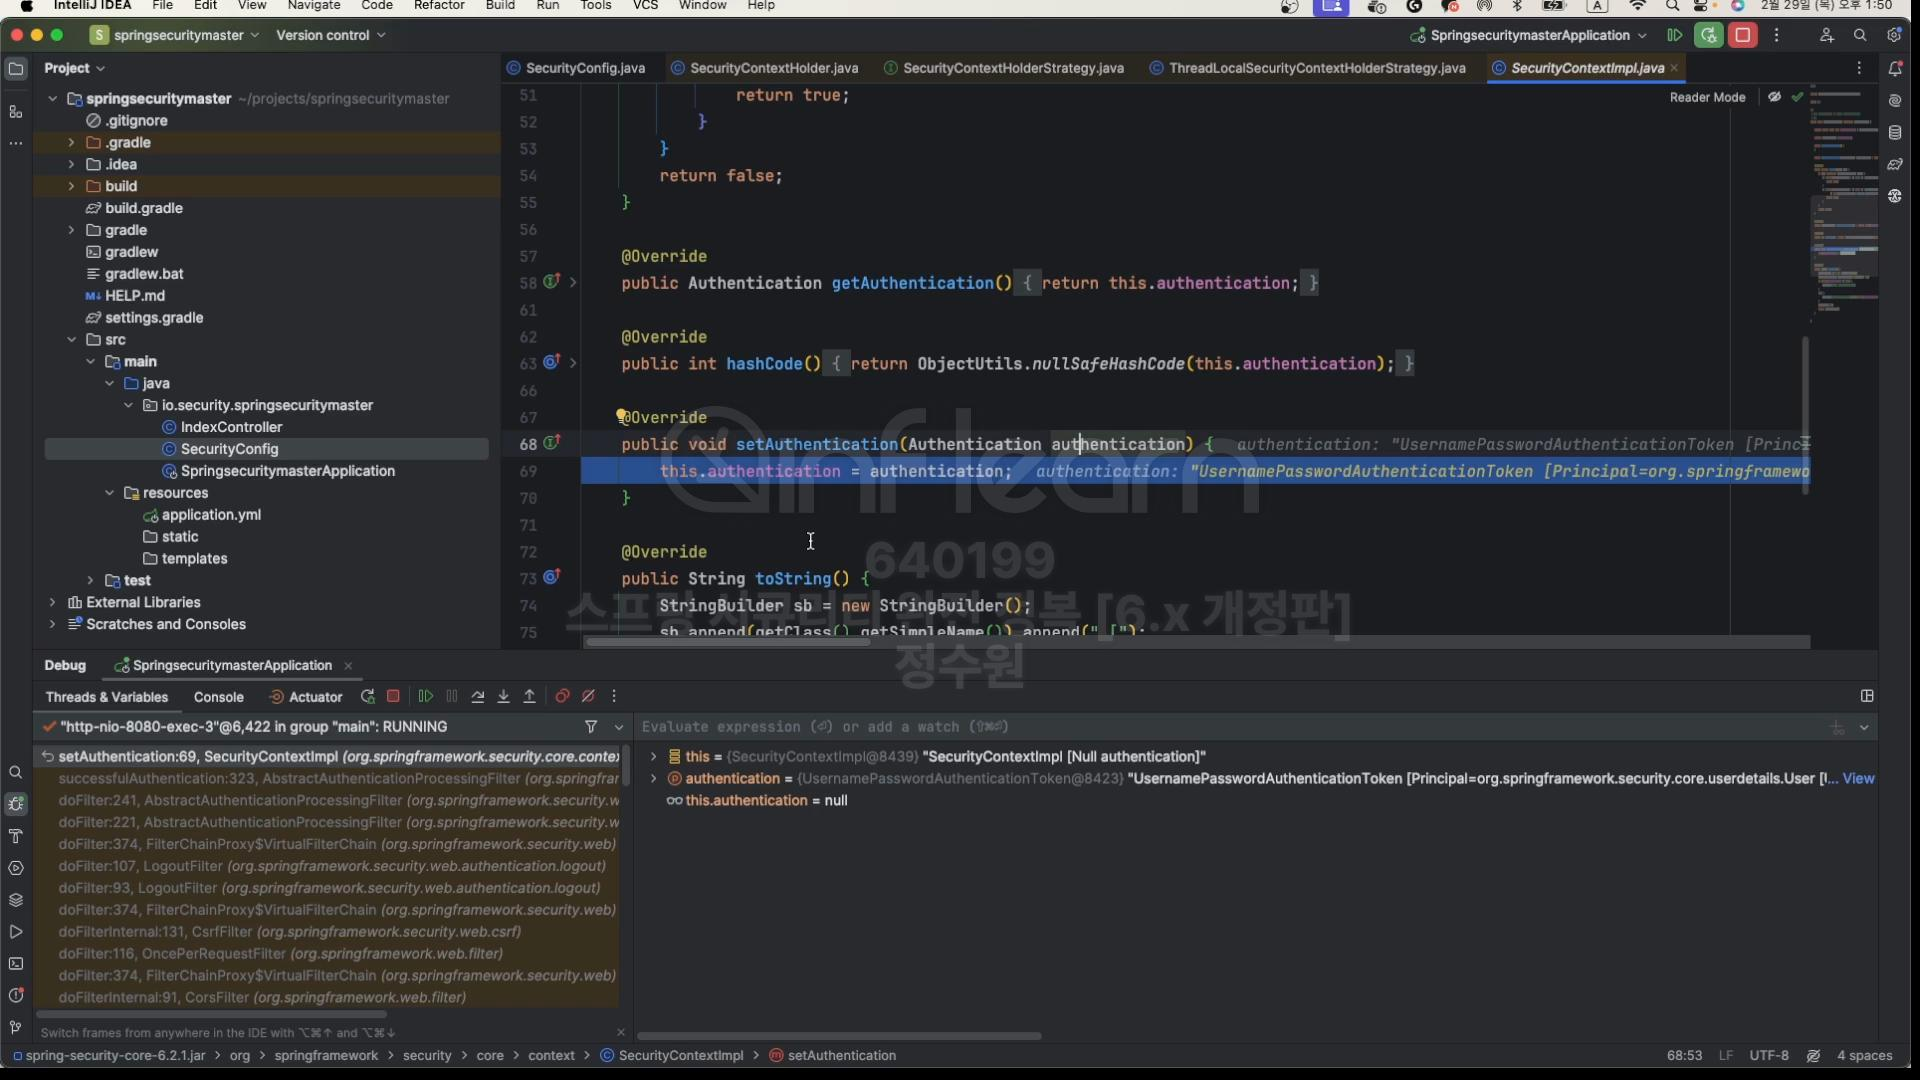 IntelliJ IDEA File Edit View Navigate Code Refactor Build Run Tools VCS Window Help A 2월 29일 (목) 오후 1:50
S springsecuritymaster Version control SpringsecuritymasterApplication
Project
SecurityConfig.java SecurityContextHolder.java SecurityContextHolderStrategy.java ThreadLocalSecurityContextHolderStrategy.java SecurityContextImpl.java
springsecuritymaster ~/projects/springsecuritymaster
.gitignore
.gradle
.idea
build
build.gradle
gradle
gradlew
gradlew.bat
HELP.md
settings.gradle
src
main
java
io.security.springsecuritymaster
IndexController
SecurityConfig
SpringsecuritymasterApplication
resources
application.yml
static
templates
test
External Libraries
Scratches and Consoles
Reader Mode
51 return true;
52 }
53 }
54 return false;
55 }
56
57 @Override
58 public Authentication getAuthentication() { return this.authentication; }
61
62 @Override
63 public int hashCode() { return ObjectUtils.nullSafeHashCode(this.authentication); }
66
67 @Override
68 public void setAuthentication(Authentication authentication) { authentication: "UsernamePasswordAuthenticationToken [Princ
69 this.authentication = authentication; authentication: "UsernamePasswordAuthenticationToken [Principal=org.springframewo
70 }
71
72 @Override
73 public String toString() {
74 StringBuilder sb = new StringBuilder();
75 sb.append(getClass().getSimpleName()).append(" [");
inflearn
640199
스프링 시큐리티 완전 정복 [6.x 개정판]
정수원
Debug SpringsecuritymasterApplication
Threads & Variables Console Actuator
"http-nio-8080-exec-3"@6,422 in group "main": RUNNING
setAuthentication:69, SecurityContextImpl (org.springframework.security.core.contex
successfulAuthentication:323, AbstractAuthenticationProcessingFilter (org.springfrar
doFilter:241, AbstractAuthenticationProcessingFilter (org.springframework.security.w
doFilter:221, AbstractAuthenticationProcessingFilter (org.springframework.security.w
doFilter:374, FilterChainProxy$VirtualFilterChain (org.springframework.security.web)
doFilter:107, LogoutFilter (org.springframework.security.web.authentication.logout)
doFilter:93, LogoutFilter (org.springframework.security.web.authentication.logout)
doFilter:374, FilterChainProxy$VirtualFilterChain (org.springframework.security.web)
doFilterInternal:131, CsrfFilter (org.springframework.security.web.csrf)
doFilter:116, OncePerRequestFilter (org.springframework.web.filter)
doFilter:374, FilterChainProxy$VirtualFilterChain (org.springframework.security.web)
doFilterInternal:91, CorsFilter (org.springframework.web.filter)
Switch frames from anywhere in the IDE with ⌥⌘↑ and ⌥⌘↓
Evaluate expression (⏎) or add a watch (⇧⌘⏎)
this = {SecurityContextImpl@8439} "SecurityContextImpl [Null authentication]"
authentication = {UsernamePasswordAuthenticationToken@8423} "UsernamePasswordAuthenticationToken [Principal=org.springframework.security.core.userdetails.User [l... View
this.authentication = null
spring-security-core-6.2.1.jar > org > springframework > security > core > context > SecurityContextImpl > setAuthentication 68:53 LF UTF-8 4 spaces